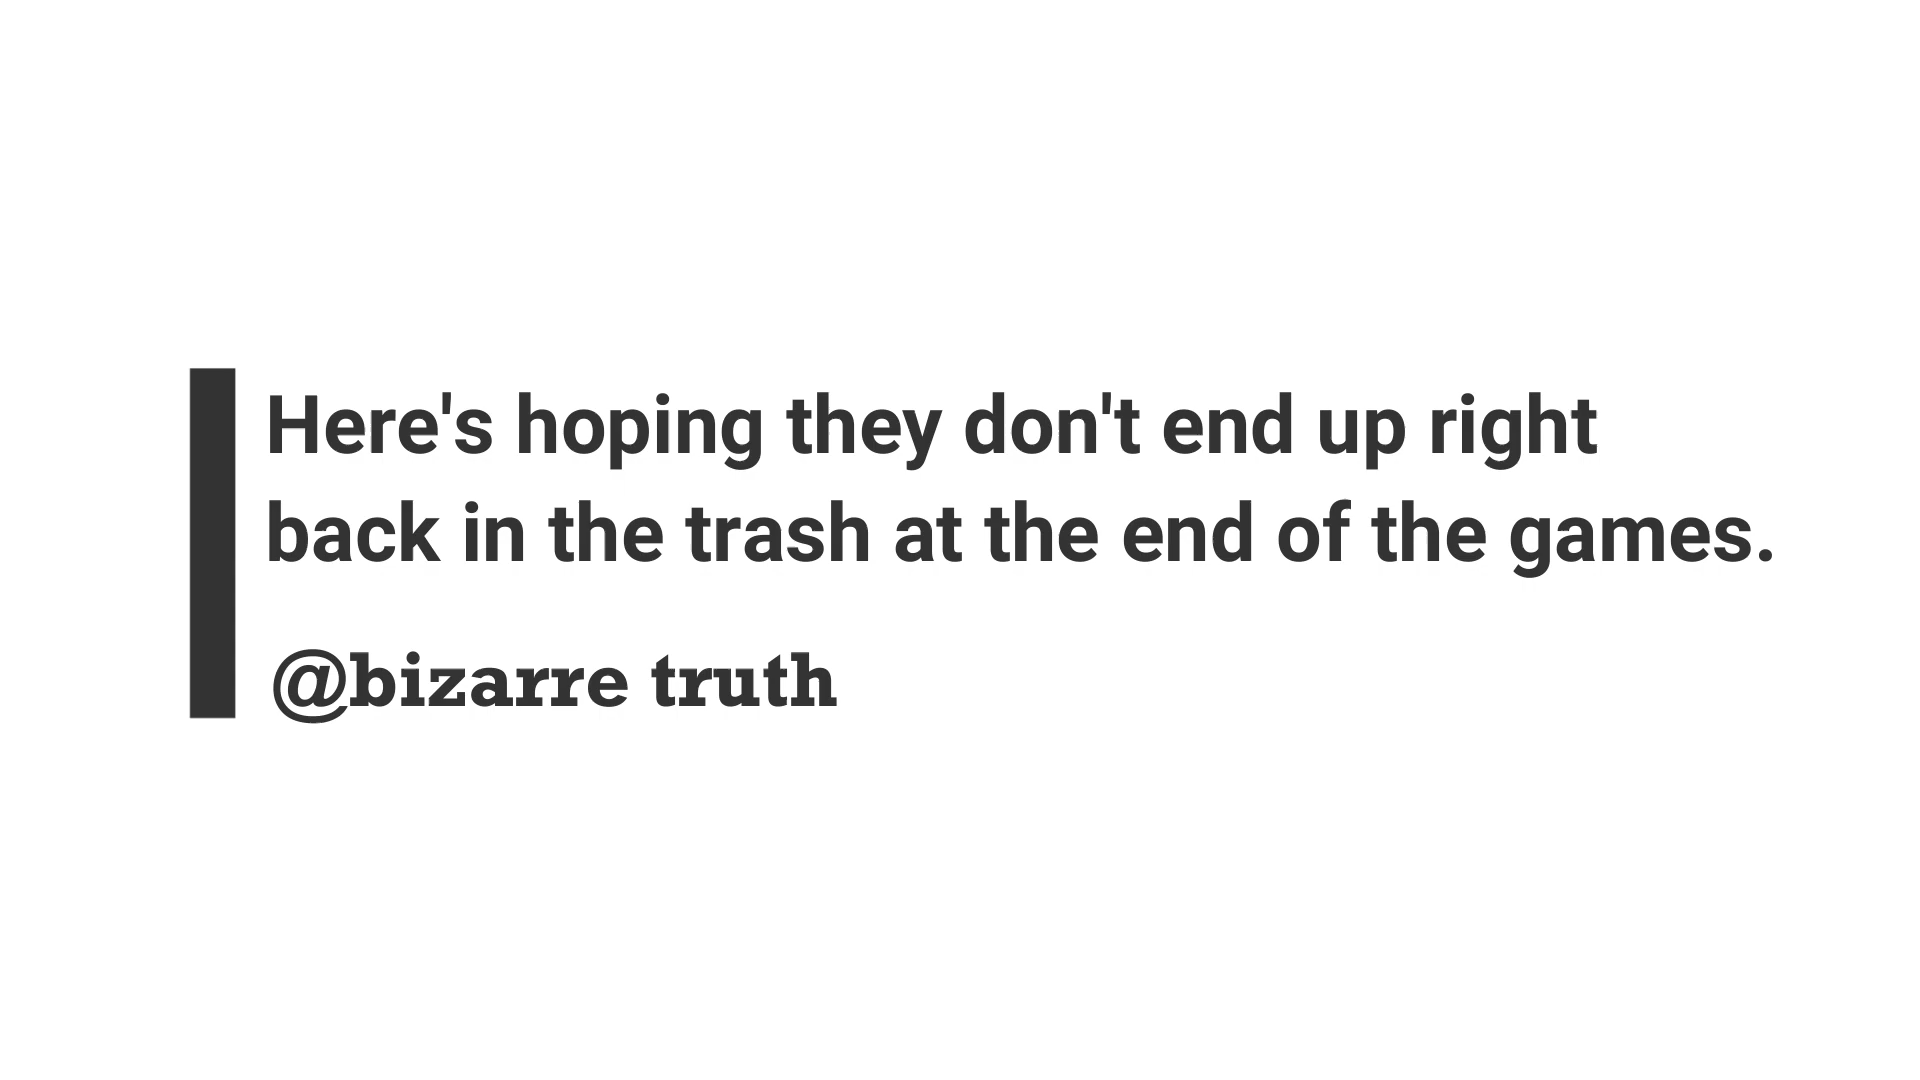 Here's hoping they don't end up right
back in the trash at the end of the games.
@bizarre truth